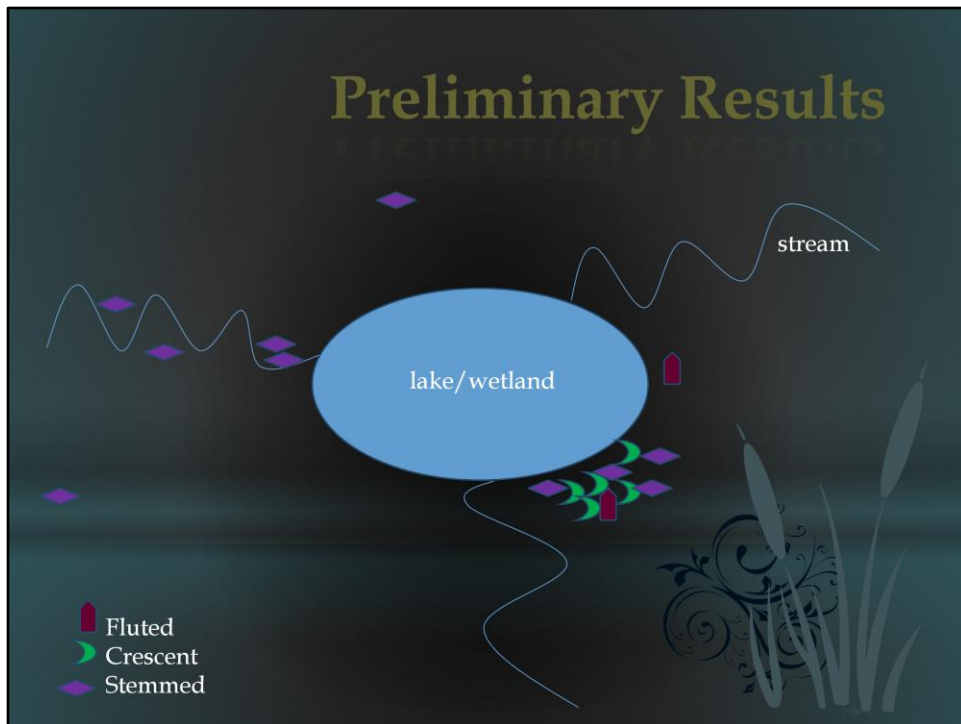 Preliminary Results
stream
lake/wetland
Fluted
Crescent
Stemmed